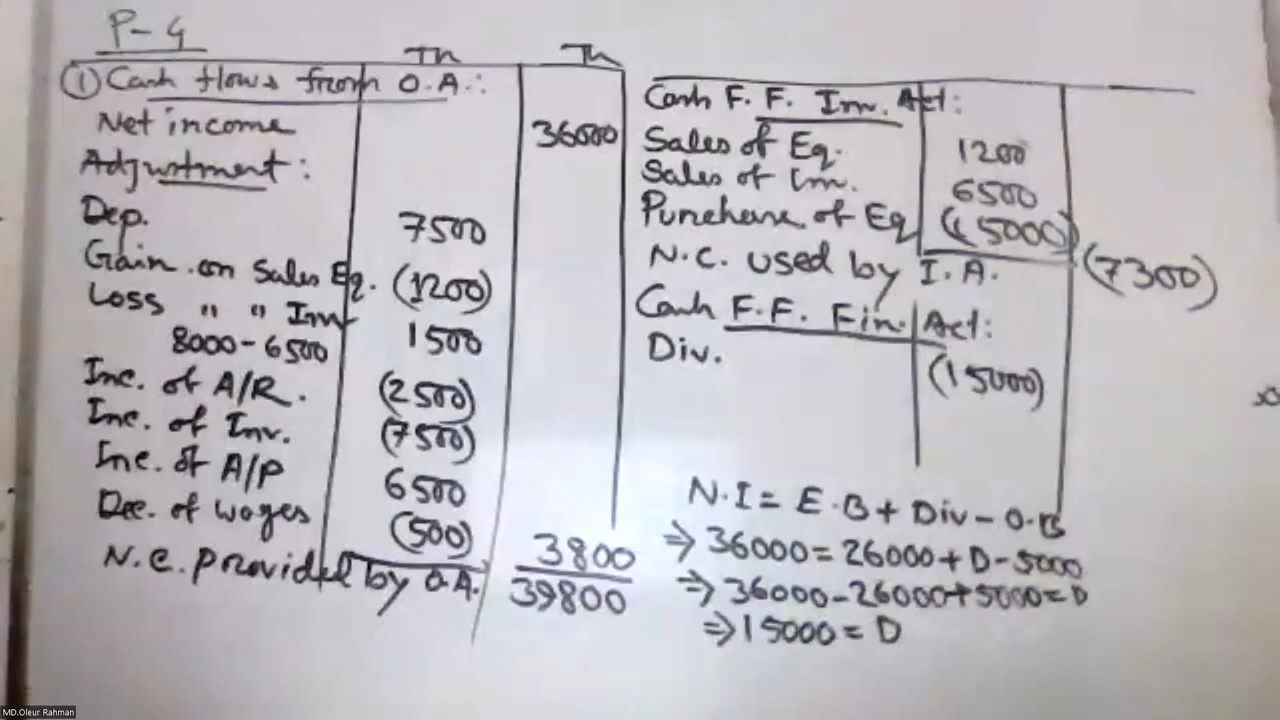 P-4
Tk Tk
① Cash flows from O.A.:
Net income 36000
Adjustment:
Dep. 7500
Gain on Sales Eq. (1200)
Loss " " Inv
8000-6500 1500
Inc. of A/R. (2500)
Inc. of Inv. (7500)
Inc. of A/P 6500
Dec. of wages (500) 3800
N.C. provided by O.A. 39800
Cash F. F. Inv. Act:
Sales of Eq. 1200
Sales of Inv. 6500
Purchase of Eq (15000)
N.C. used by I.A. (7300)
Cash F.F. Fin. Act:
Div. (15000)
N.I = E.B + Div - O.B
⇒ 36000 = 26000 + D - 5000
⇒ 36000 - 26000 + 5000 = D
⇒ 15000 = D
MD.Oleur Rahman